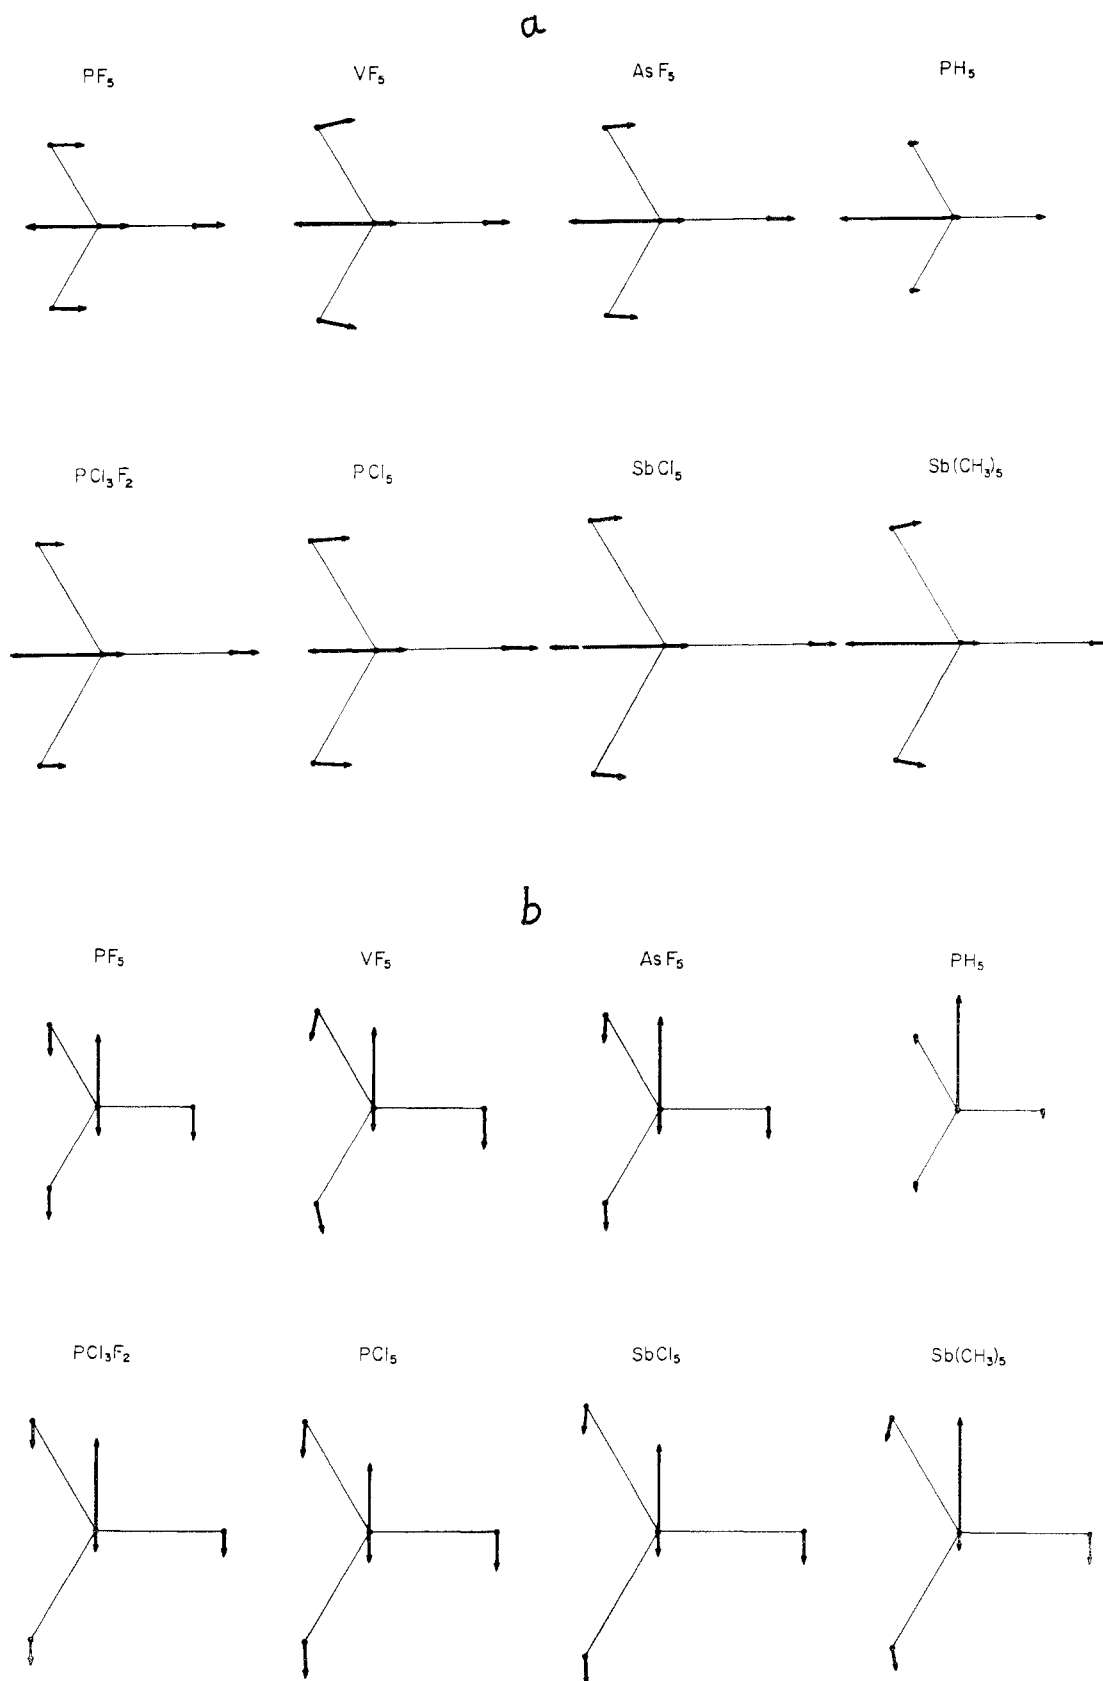 a
PF₅ VF₅ AsF₅ PH₅
PCl₃F₂ PCl₅ SbCl₅ Sb(CH₃)₅
b
PF₅ VF₅ AsF₅ PH₅
PCl₃F₂ PCl₅ SbCl₅ Sb(CH₃)₅